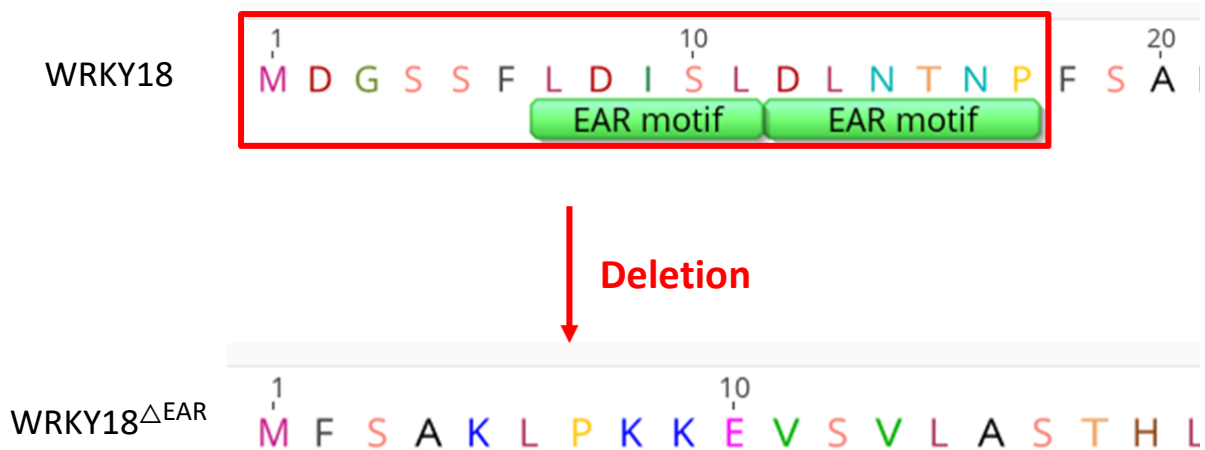 1 10 20
WRKY18 M D G S S F L D I S L D L N T N P F S A
EAR motif EAR motif
Deletion
1 10
WRKY18△EAR M F S A K L P K K E V S V L A S T H L